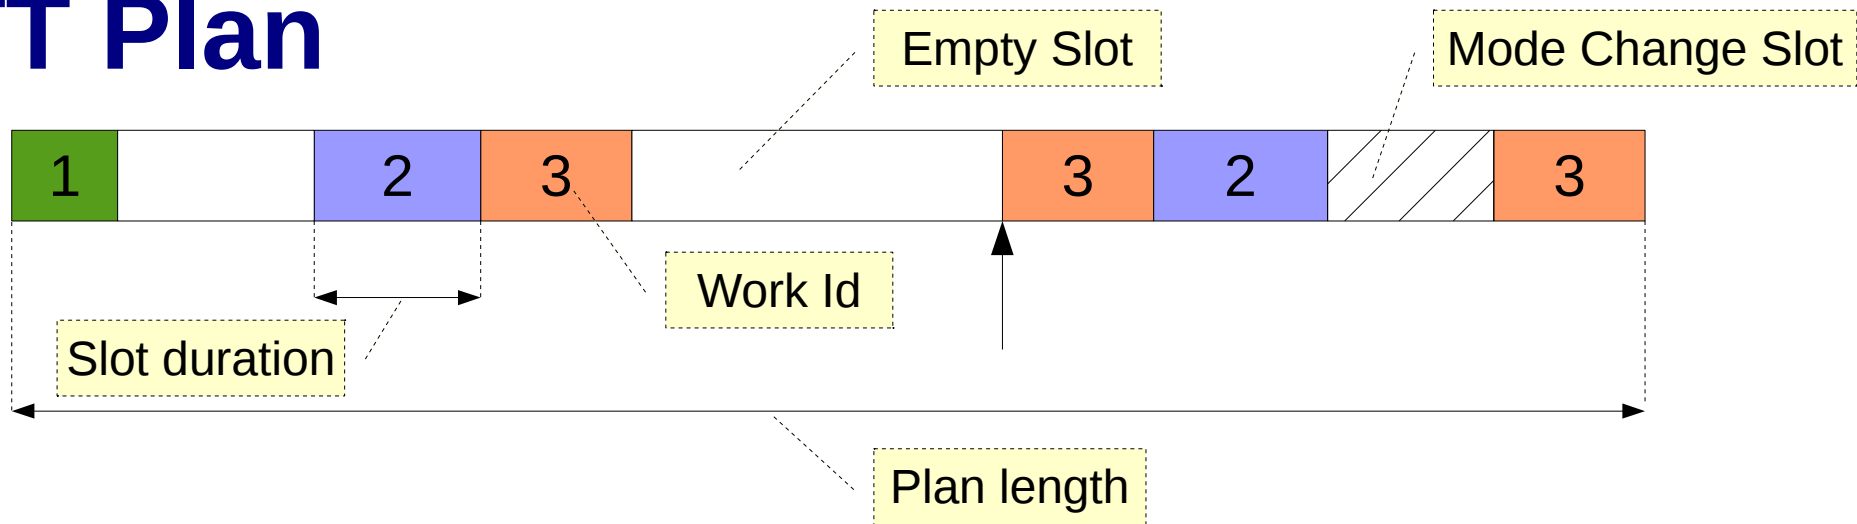 T Plan
Empty Slot
Mode Change Slot
1
2
3
3
2
3
Work Id
Slot duration
Plan length